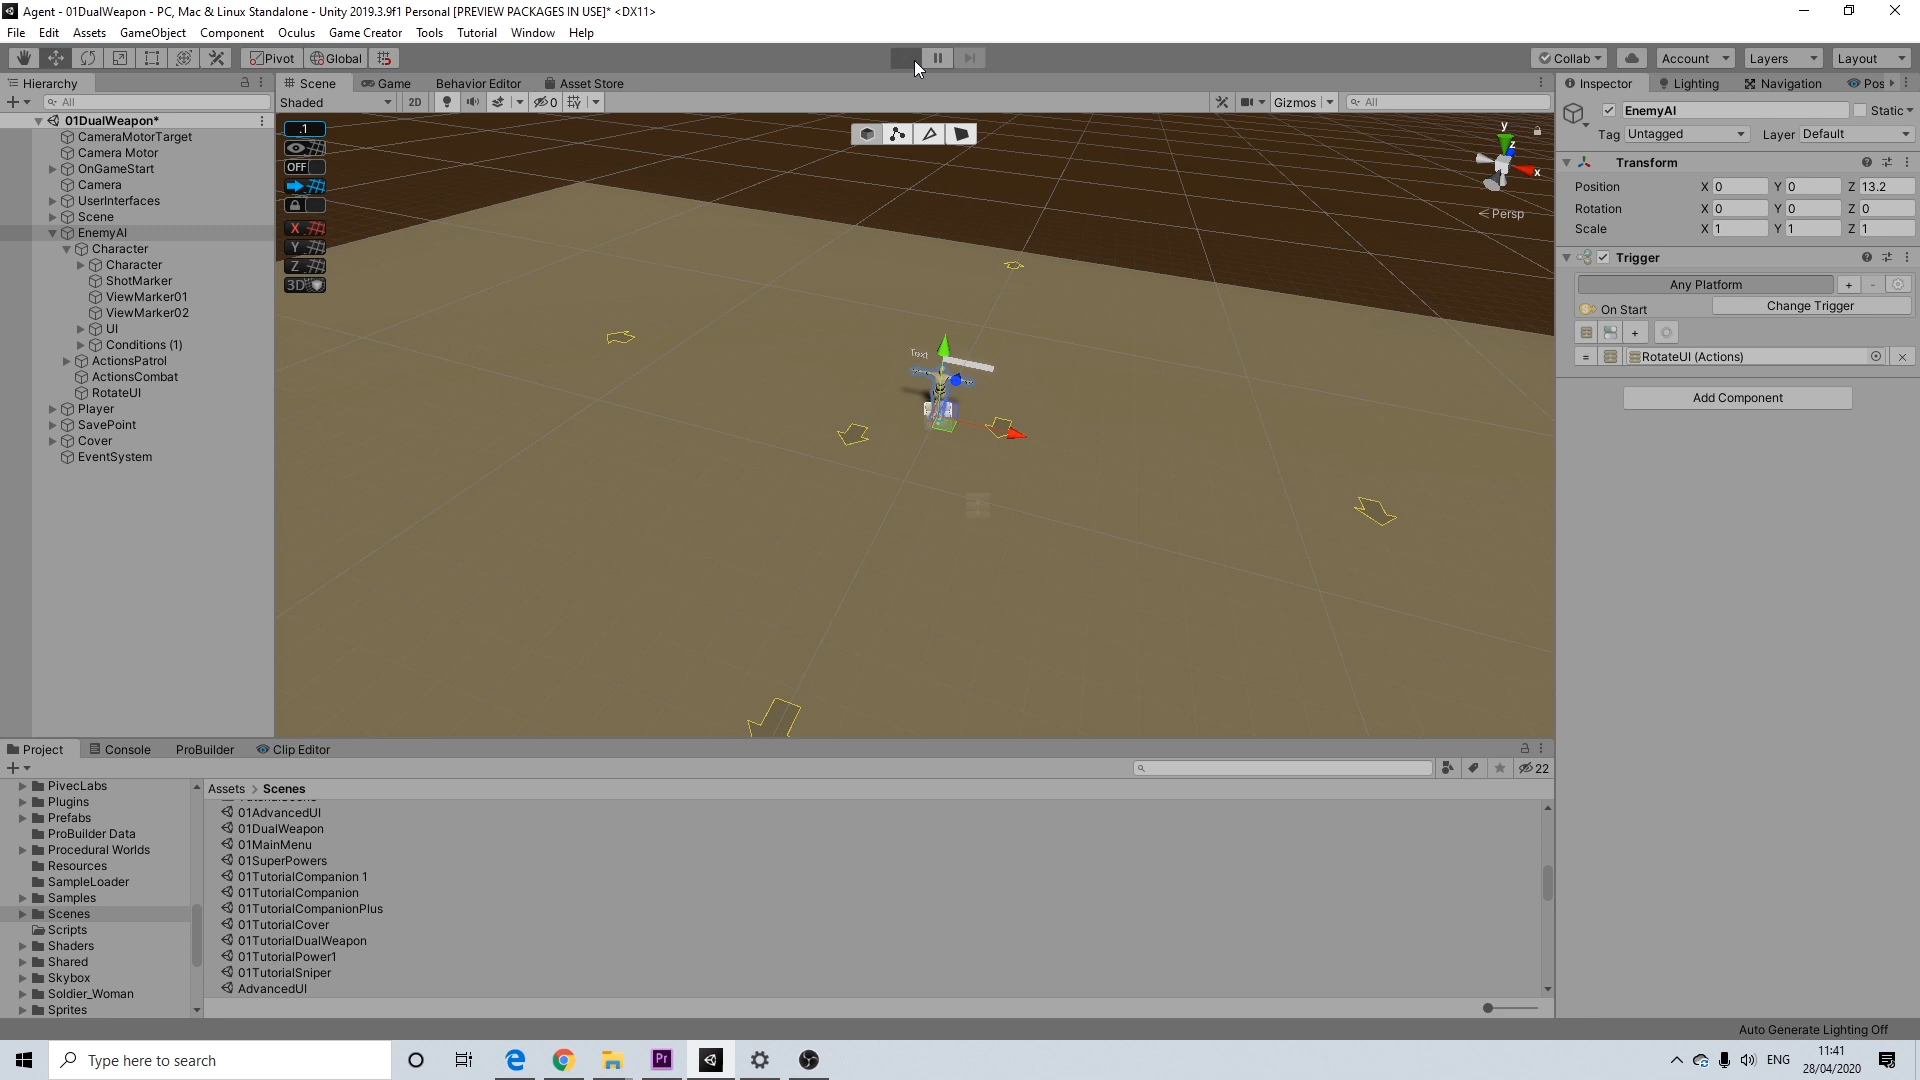 Agent - 01DualWeapon - PC, Mac & Linux Standalone - Unity 2019.3.9f1 Personal [PREVIEW PACKAGES IN USE]* <DX11>
File Edit Assets GameObject Component Oculus Game Creator Tools Tutorial Window Help
Pivot Global Collab Account Layers Layout
Hierarchy
All
01DualWeapon*
CameraMotorTarget
Camera Motor
OnGameStart
Camera
UserInterfaces
Scene
EnemyAI
Character
Character
ShotMarker
ViewMarker01
ViewMarker02
UI
Conditions (1)
ActionsPatrol
ActionsCombat
RotateUI
Player
SavePoint
Cover
EventSystem
Scene Game Behavior Editor Asset Store
Shaded 2D 0 Gizmos All
.1
OFF
X
Y
Z
3D
Text
y
z
x
Persp
Inspector Lighting Navigation Pos
EnemyAI Static
Tag Untagged Layer Default
Transform
Position X 0 Y 0 Z 13.2
Rotation X 0 Y 0 Z 0
Scale X 1 Y 1 Z 1
Trigger
Any Platform + -
On Start Change Trigger
+
= RotateUI (Actions)
Add Component
Project Console ProBuilder Clip Editor
22
PivecLabs
Plugins
Prefabs
ProBuilder Data
Procedural Worlds
Resources
SampleLoader
Samples
Scenes
Scripts
Shaders
Shared
Skybox
Soldier_Woman
Sprites
Assets > Scenes
01AdvancedUI
01DualWeapon
01MainMenu
01SuperPowers
01TutorialCompanion 1
01TutorialCompanion
01TutorialCompanionPlus
01TutorialCover
01TutorialDualWeapon
01TutorialPower1
01TutorialSniper
AdvancedUI
Auto Generate Lighting Off
Type here to search
Pr
ENG
11:41
28/04/2020